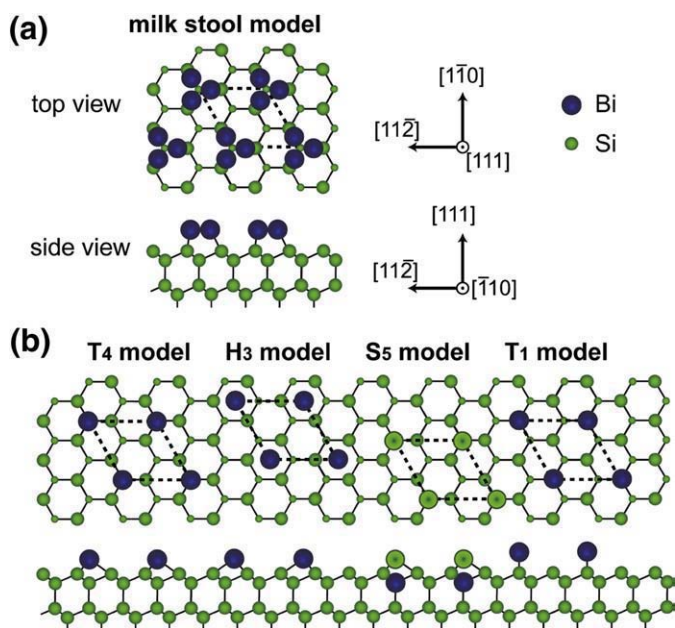 (a) milk stool model
top view
[11̄0]
[112̄]
[111]
Bi
Si
side view
[111]
[112̄]
[1̄10]
(b)
T4 model H3 model S5 model T1 model